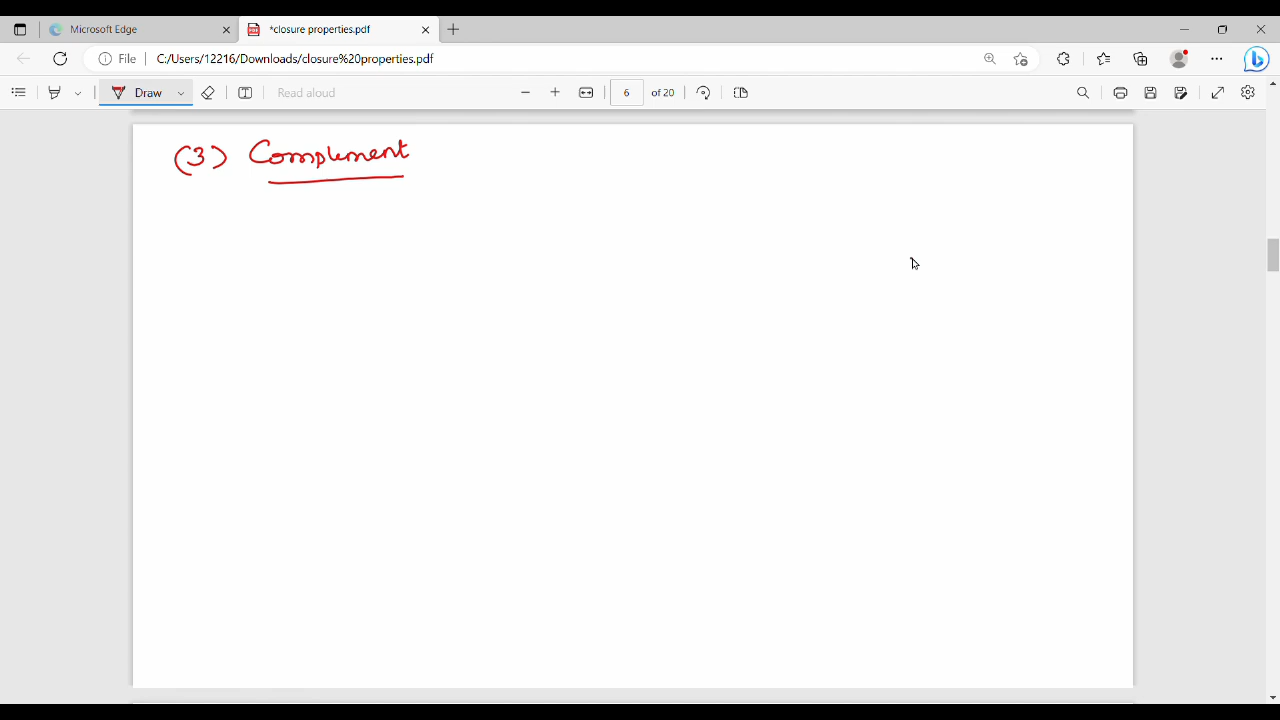 Microsoft Edge
*closure properties.pdf
File
C:/Users/12216/Downloads/closure%20properties.pdf
Draw
Read aloud
6 of 20
(3) Complement